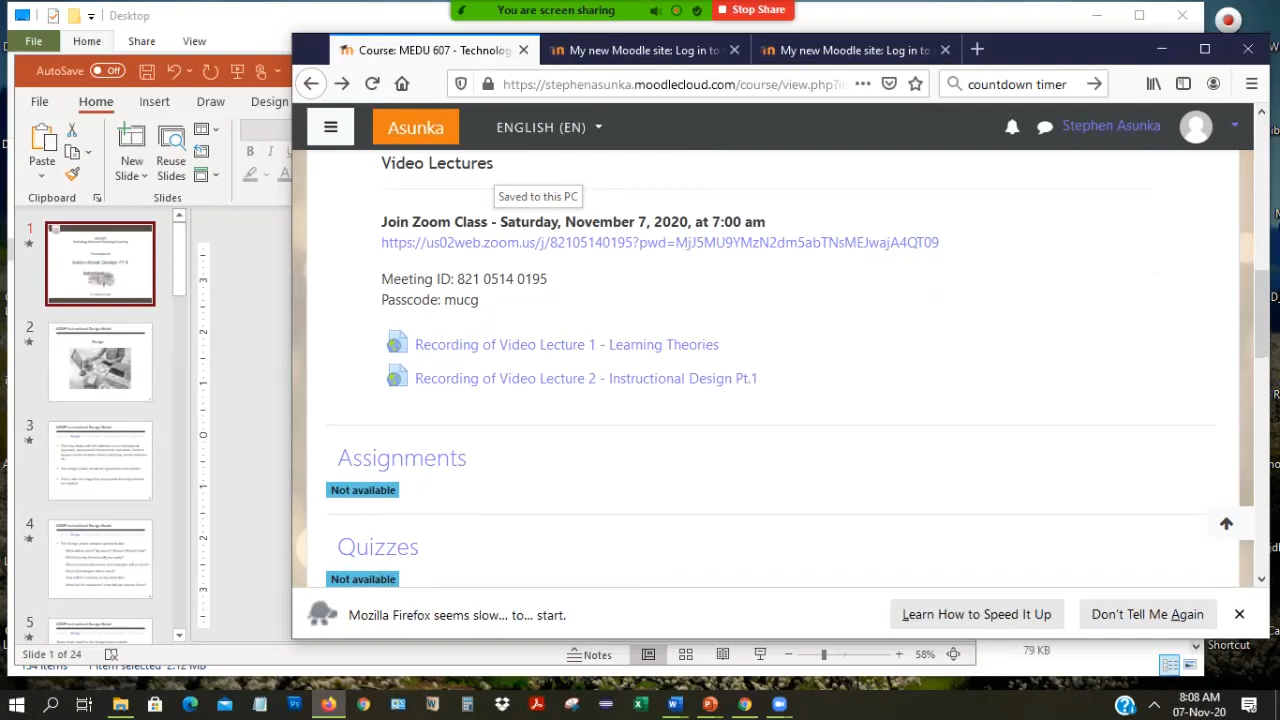 Desktop
You are screen sharing
Stop Share
File
Home
Share
View
AutoSave
Off
File
Home
Insert
Draw
Design
Paste
New
Slide
Reuse
Slides
Clipboard
Slides
1
2
3
4
5
Slide 1 of 24
Notes
58%
79 KB
Course: MEDU 607 - Technolog
My new Moodle site: Log in to
My new Moodle site: Log in to
https://stephenasunka.moodlecloud.com/course/view.php?i
countdown timer
Asunka
ENGLISH (EN)
Stephen Asunka
Video Lectures
Saved to this PC
Join Zoom Class - Saturday, November 7, 2020, at 7:00 am
https://us02web.zoom.us/j/82105140195?pwd=MjJ5MU9YMzN2dm5abTNsMEJwajA4QT09
Meeting ID: 821 0514 0195
Passcode: mucg
Recording of Video Lecture 1 - Learning Theories
Recording of Video Lecture 2 - Instructional Design Pt.1
Assignments
Not available
Quizzes
Not available
Mozilla Firefox seems slow... to... start.
Learn How to Speed It Up
Don't Tell Me Again
Shortcut
8:08 AM
07-Nov-20